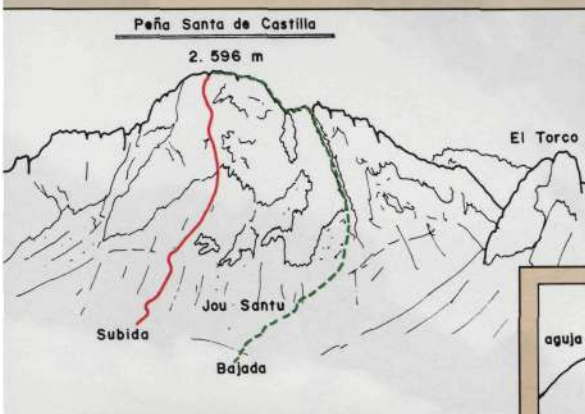 Peña Santa de Castilla
2.596 m
El Torco
Jou Santu
Subida
Bajada
aguja